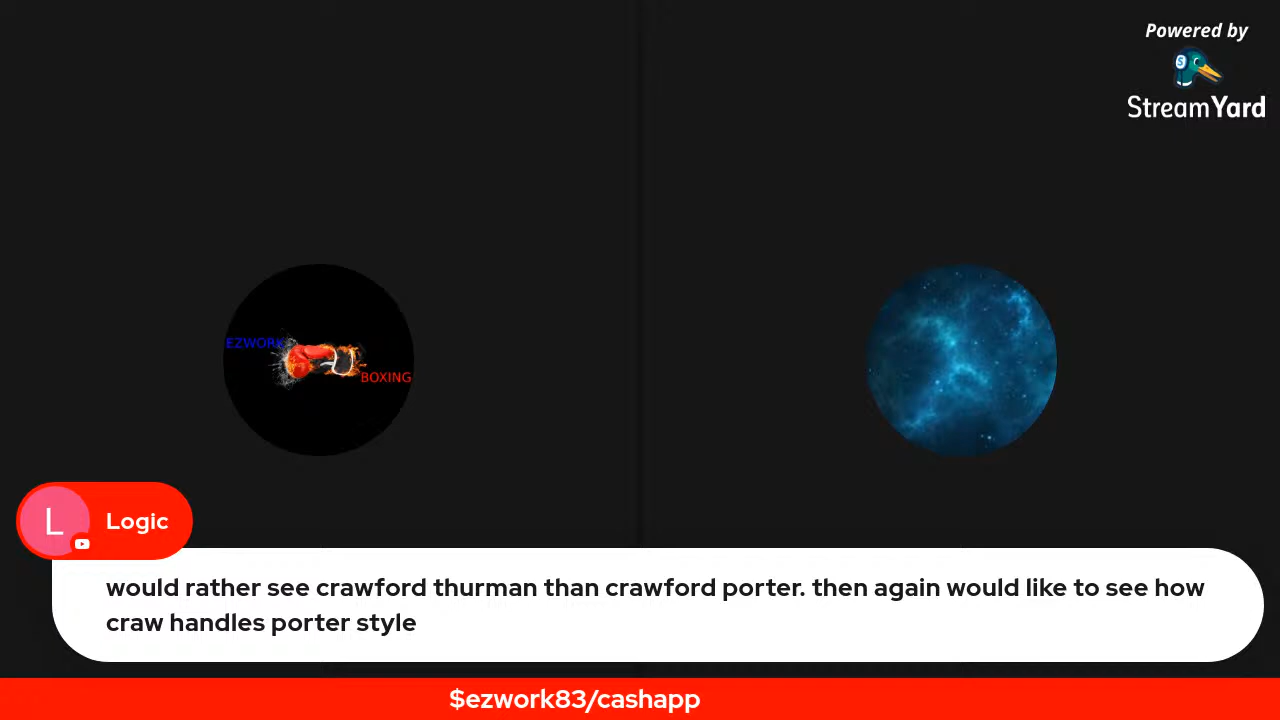 Powered by
StreamYard
EZWORK
BOXING
L
Logic
would rather see crawford thurman than crawford porter. then again would like to see how
craw handles porter style
$ezwork83/cashapp